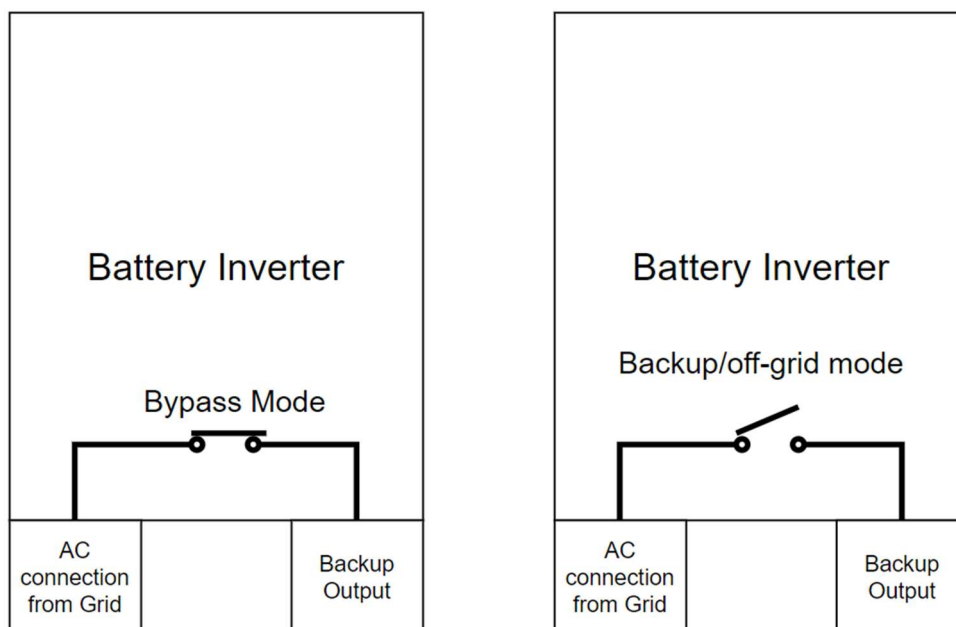 Battery Inverter
Bypass Mode
AC
connection
from Grid
Backup
Output
Battery Inverter
Backup/off-grid mode
AC
connection
from Grid
Backup
Output